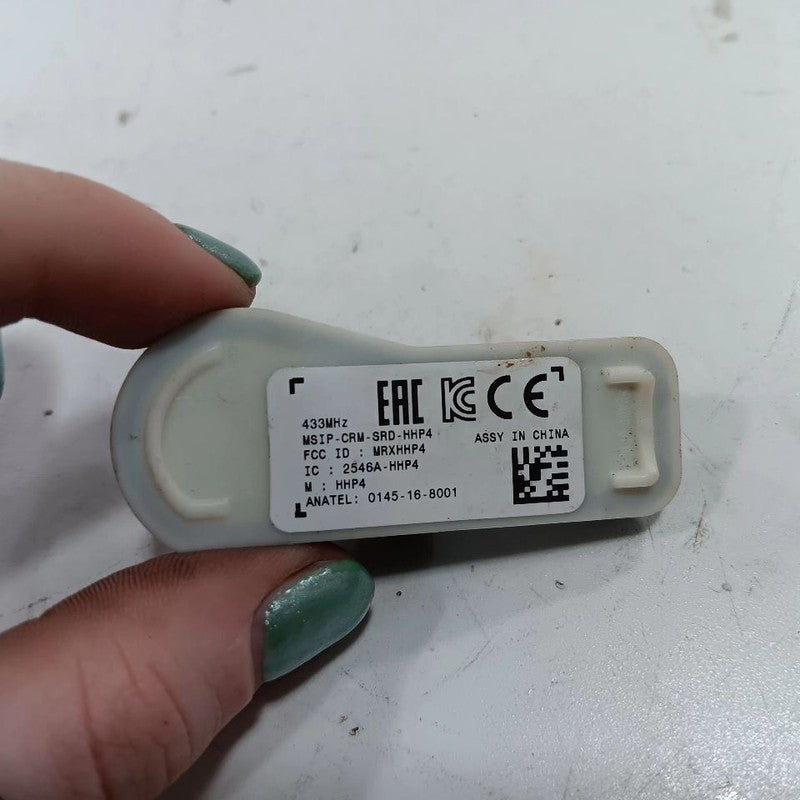 EAC KC CE
433MHz
MSIP-CRM-SRD-HHP4
ASSY IN CHINA
FCC ID : MRXHHP4
IC : 2546A-HHP4
M : HHP4
ANATEL: 0145-16-8001